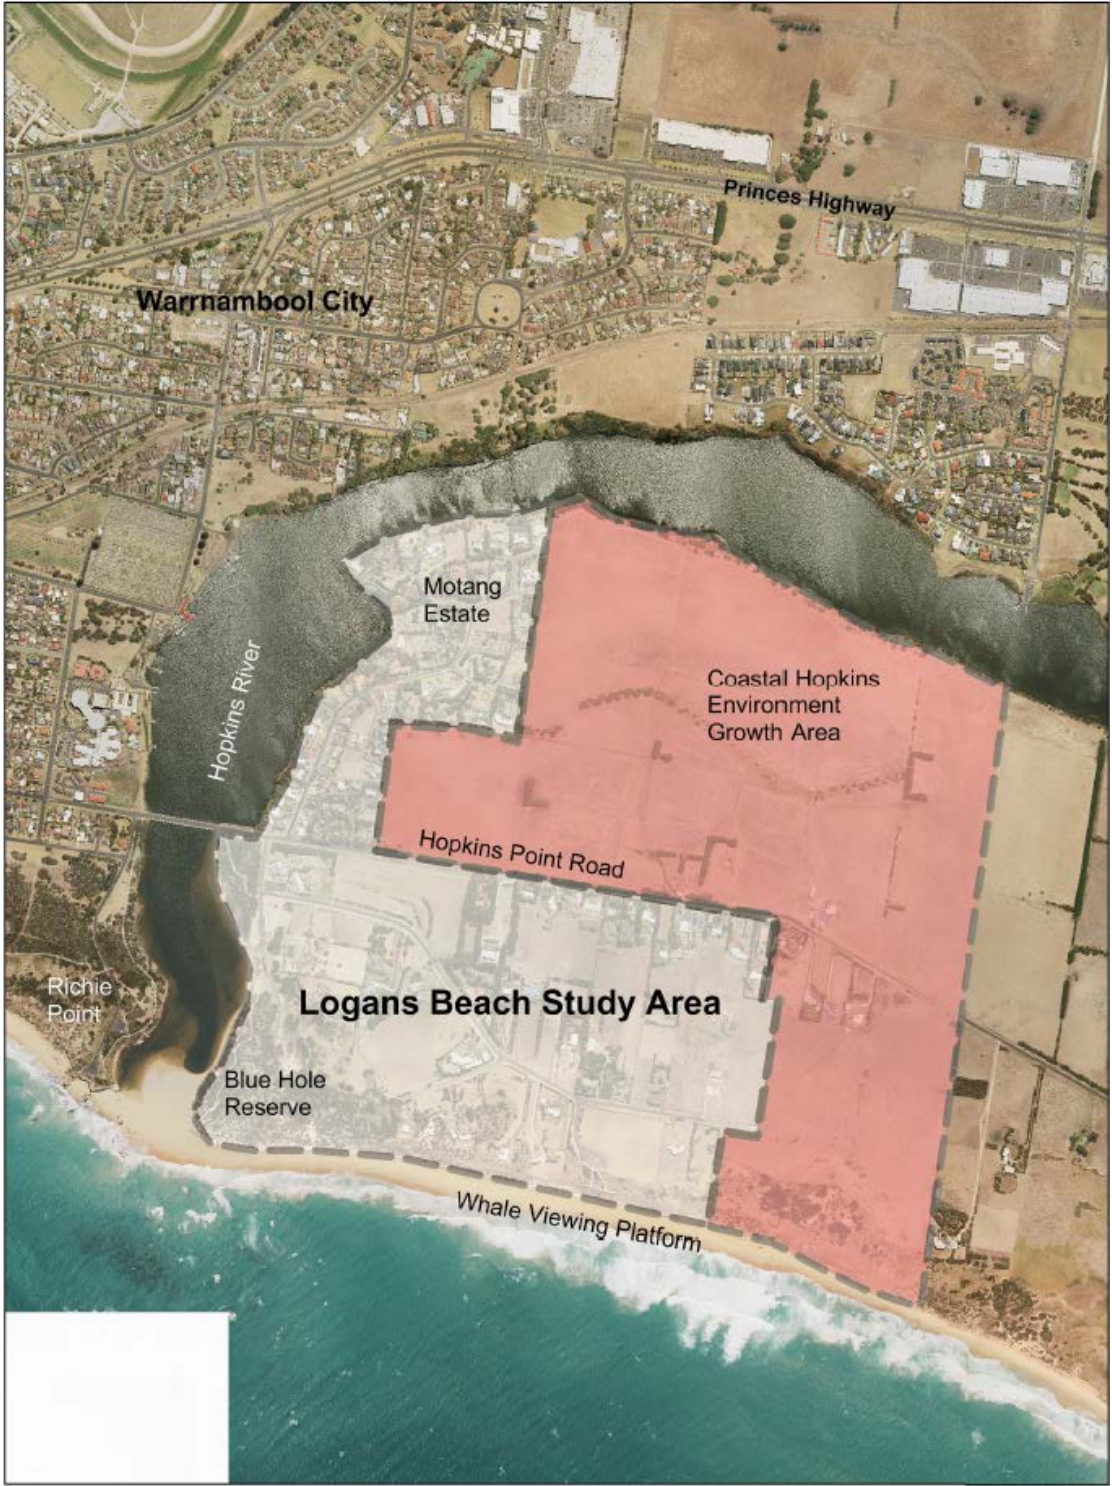 Princes Highway
Warrnambool City
Motang
Estate
Hopkins River
Coastal Hopkins
Environment
Growth Area
Hopkins Point Road
Richie
Point
Logans Beach Study Area
Blue Hole
Reserve
Whale Viewing Platform